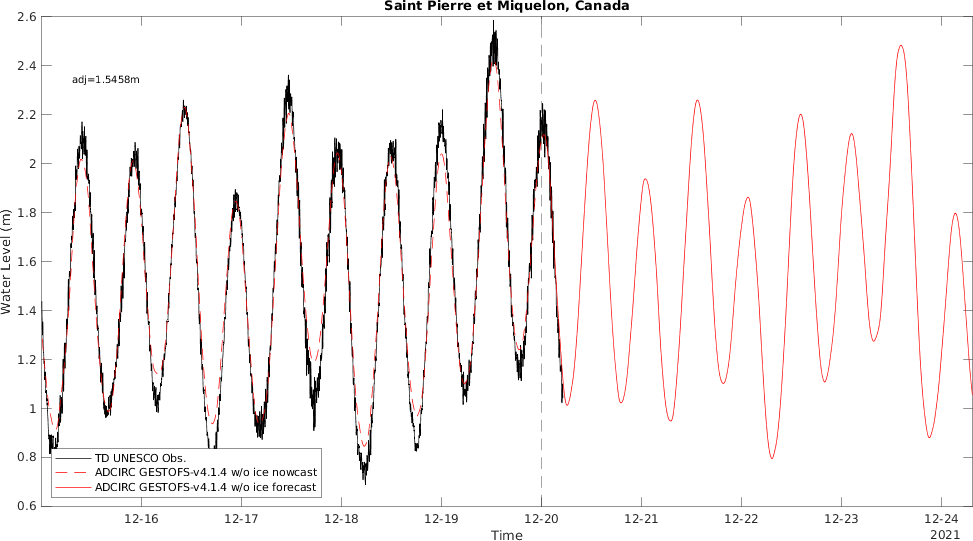 Saint Pierre et Miquelon, Canada
2.6
2.4
adj=1.5458m
2.2
2
1.8
1.6
1.4
1.2
1
0.8
0.6
Water Level (m)
TD UNESCO Obs.
ADCIRC GESTOFS-v4.1.4 w/o ice nowcast
ADCIRC GESTOFS-v4.1.4 w/o ice forecast
12-16 12-17 12-18 12-19 12-20 12-21 12-22 12-23 12-24
Time 2021